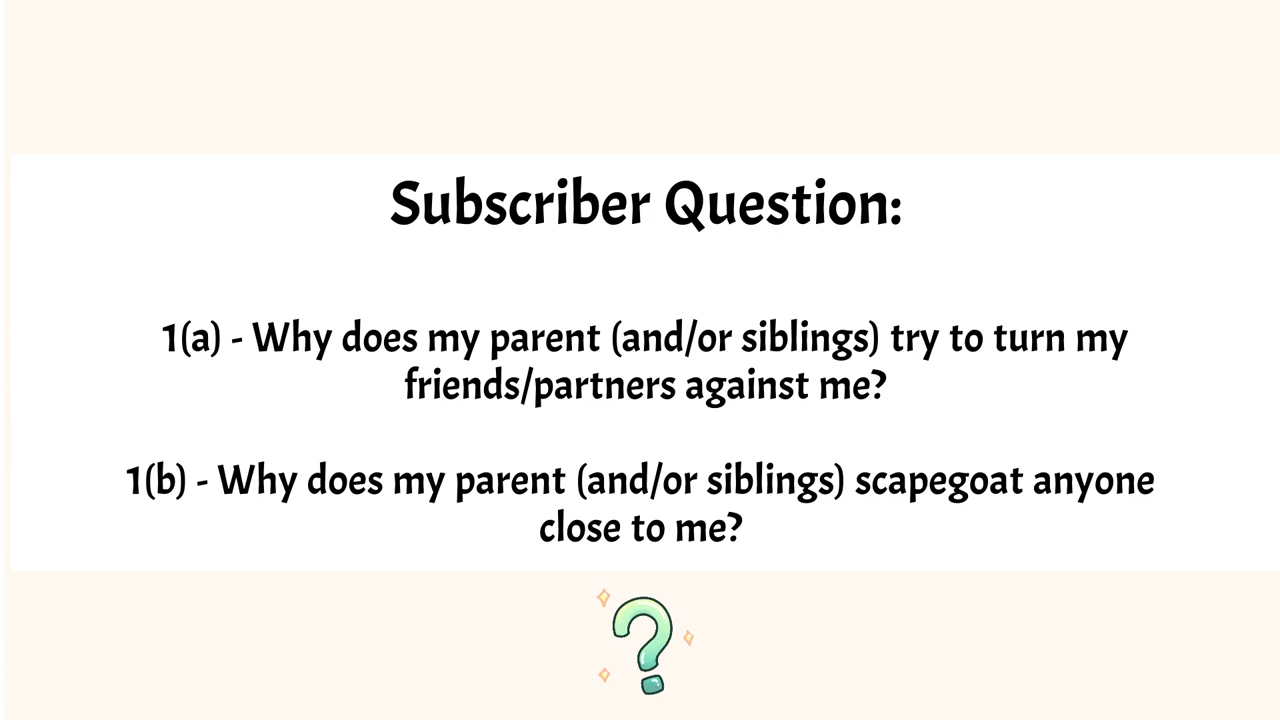 Subscriber Question:
1(a) - Why does my parent (and/or siblings) try to turn my
friends/partners against me?
1(b) - Why does my parent (and/or siblings) scapegoat anyone
close to me?